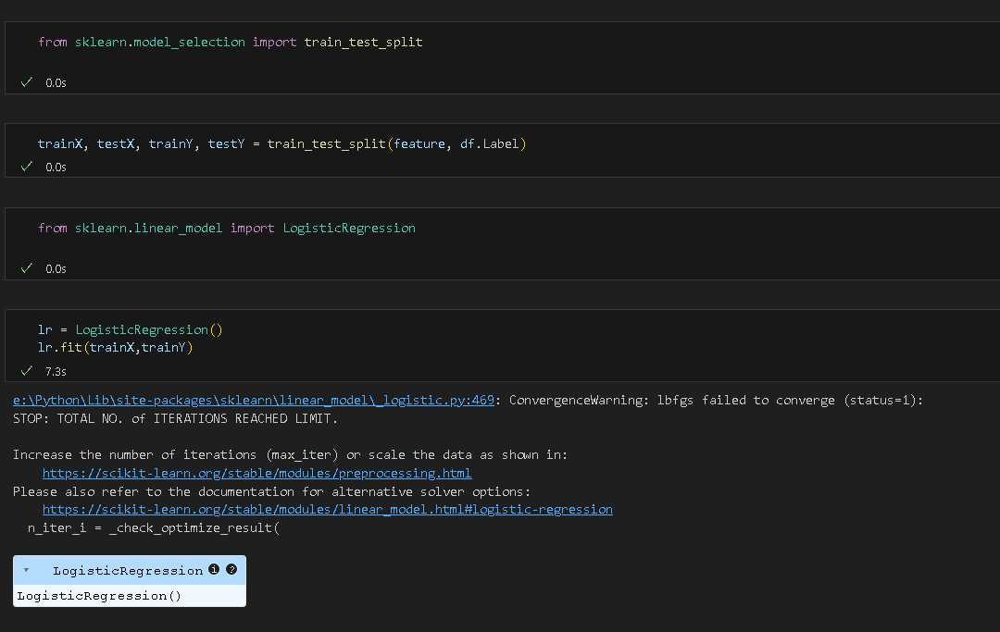 from sklearn.model_selection import train_test_split
0.0s
trainX, testX, trainY, testY = train_test_split(feature, df.Label)
0.0s
from sklearn.linear_model import LogisticRegression
0.0s
lr = LogisticRegression()
lr.fit(trainX,trainY)
7.3s
e:\Python\Lib\site-packages\sklearn\linear_model\_logistic.py:469: ConvergenceWarning: lbfgs failed to converge (status=1):
STOP: TOTAL NO. of ITERATIONS REACHED LIMIT.
Increase the number of iterations (max_iter) or scale the data as shown in:
https://scikit-learn.org/stable/modules/preprocessing.html
Please also refer to the documentation for alternative solver options:
https://scikit-learn.org/stable/modules/linear_model.html#logistic-regression
n_iter_i = _check_optimize_result(
LogisticRegression i ?
LogisticRegression()